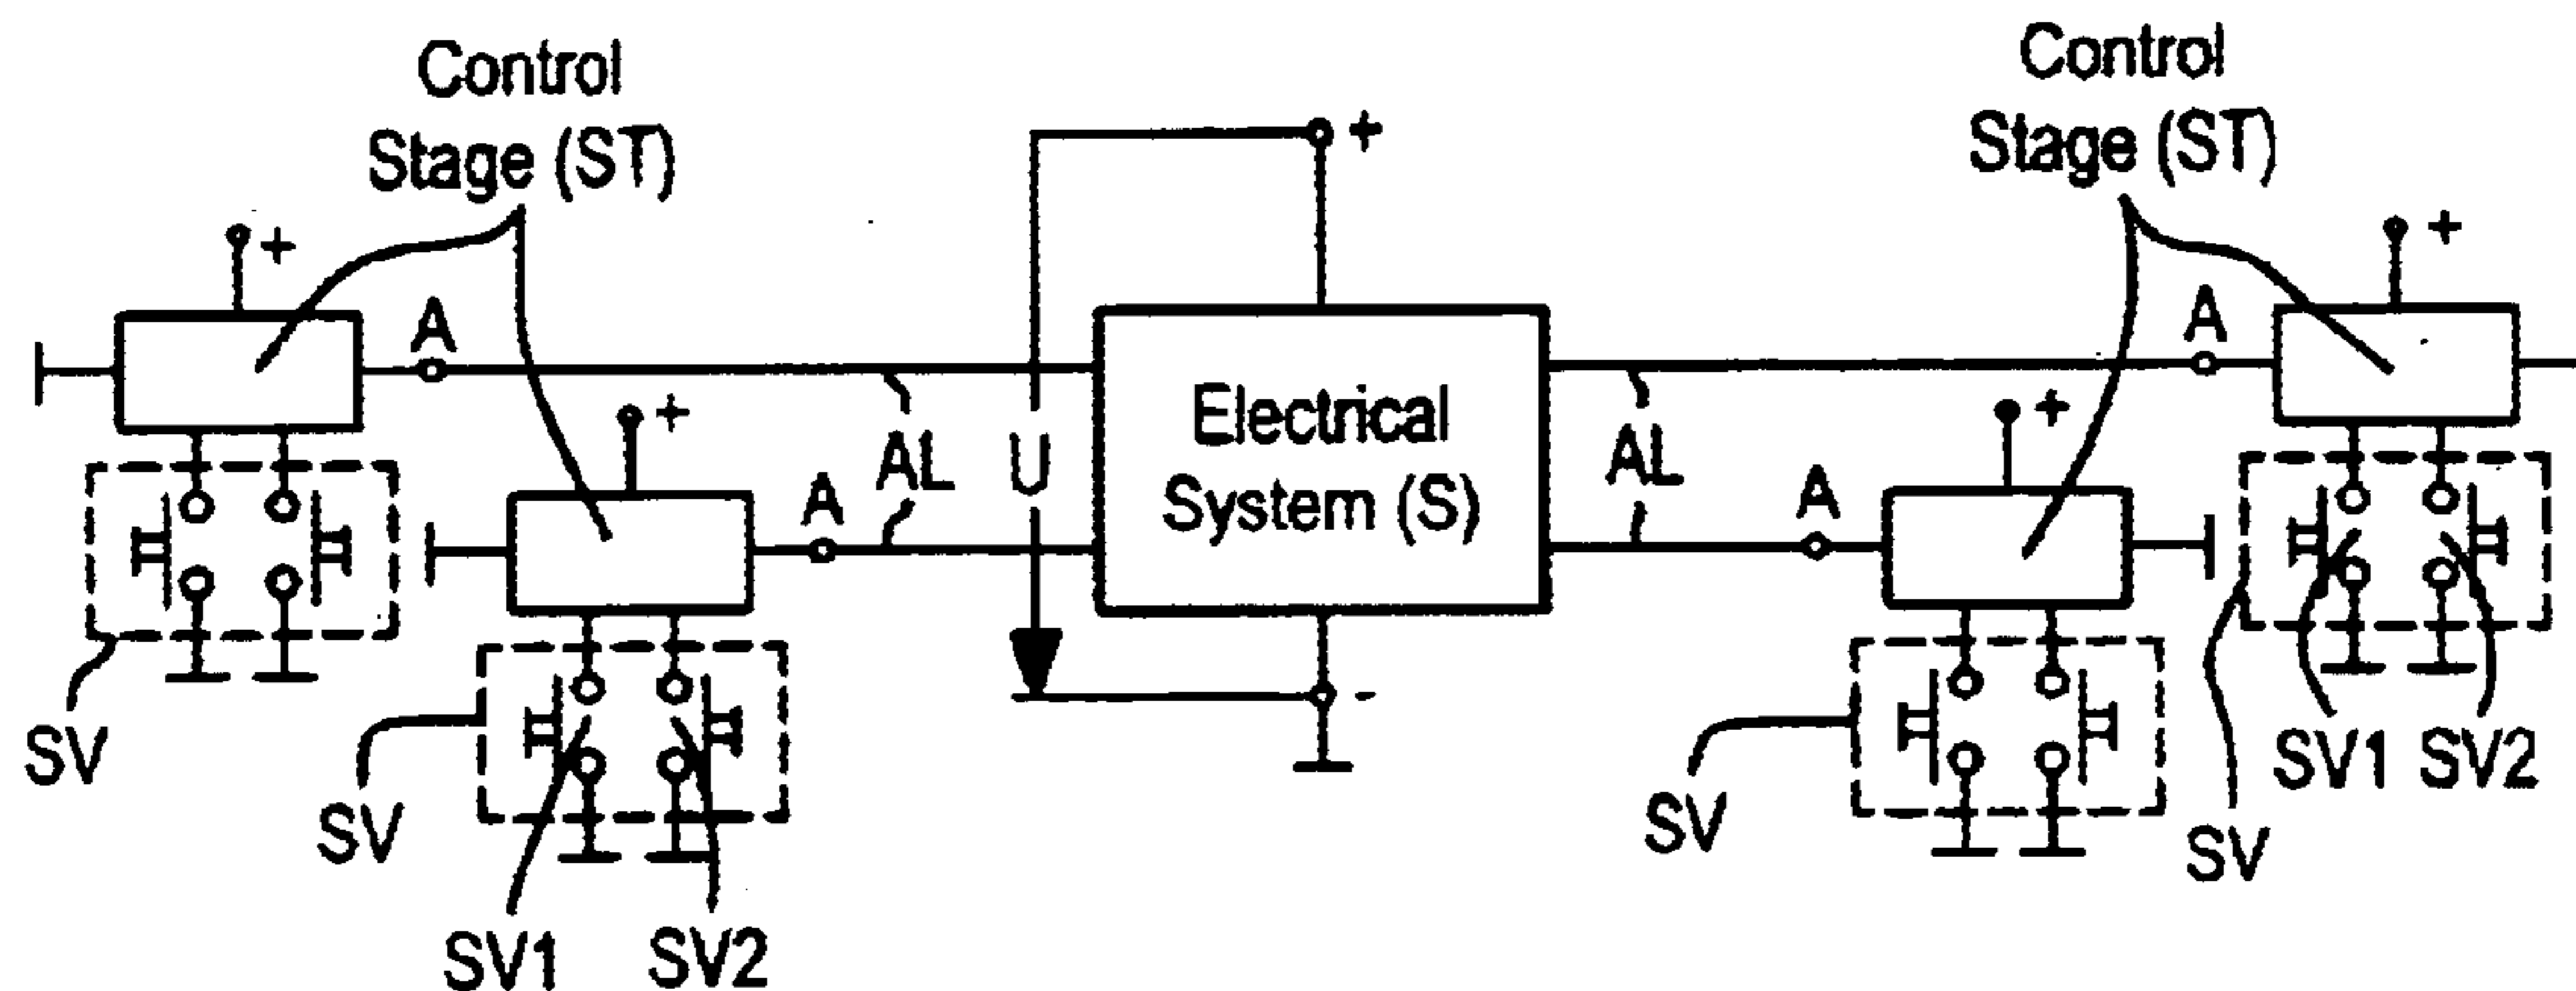 Control
Stage (ST)
Control
Stage (ST)
+
+
+
A
A
+
+
A
AL
U
Electrical
System (S)
AL
A
-
SV
SV
SV1
SV2
SV
SV
SV1
SV2